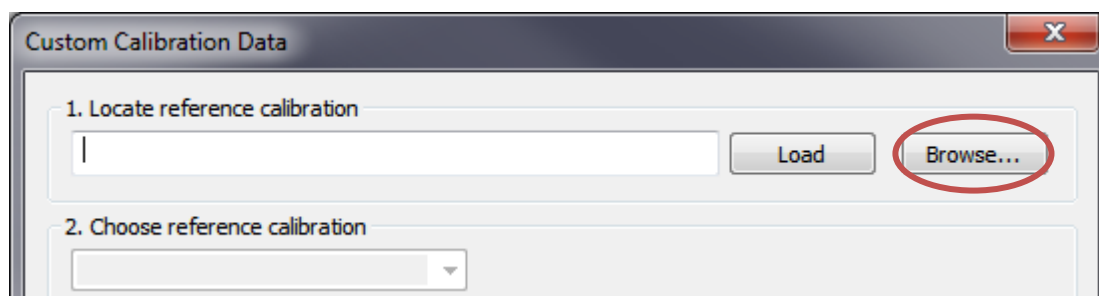 Custom Calibration Data
1. Locate reference calibration
Load Browse...
2. Choose reference calibration